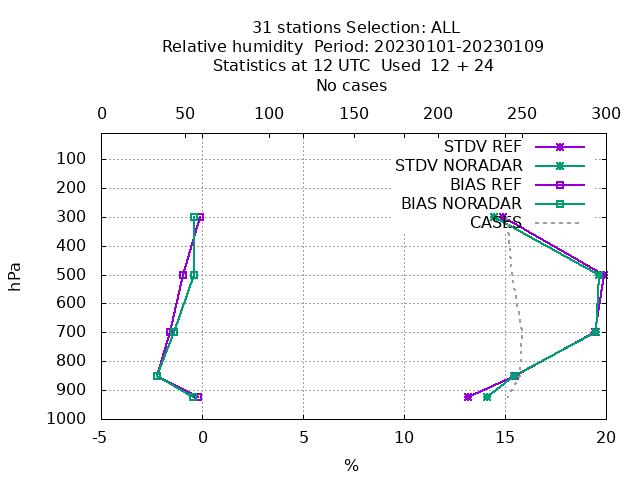 31 stations Selection: ALL
Relative humidity  Period: 20230101-20230109
Statistics at 12 UTC  Used  12 + 24
No cases
0 50 100 150 200 250 300
STDV REF
STDV NORADAR
BIAS REF
BIAS NORADAR
CASES
100
200
300
400
500
600
700
800
900
1000
hPa
-5 0 5 10 15 20
%